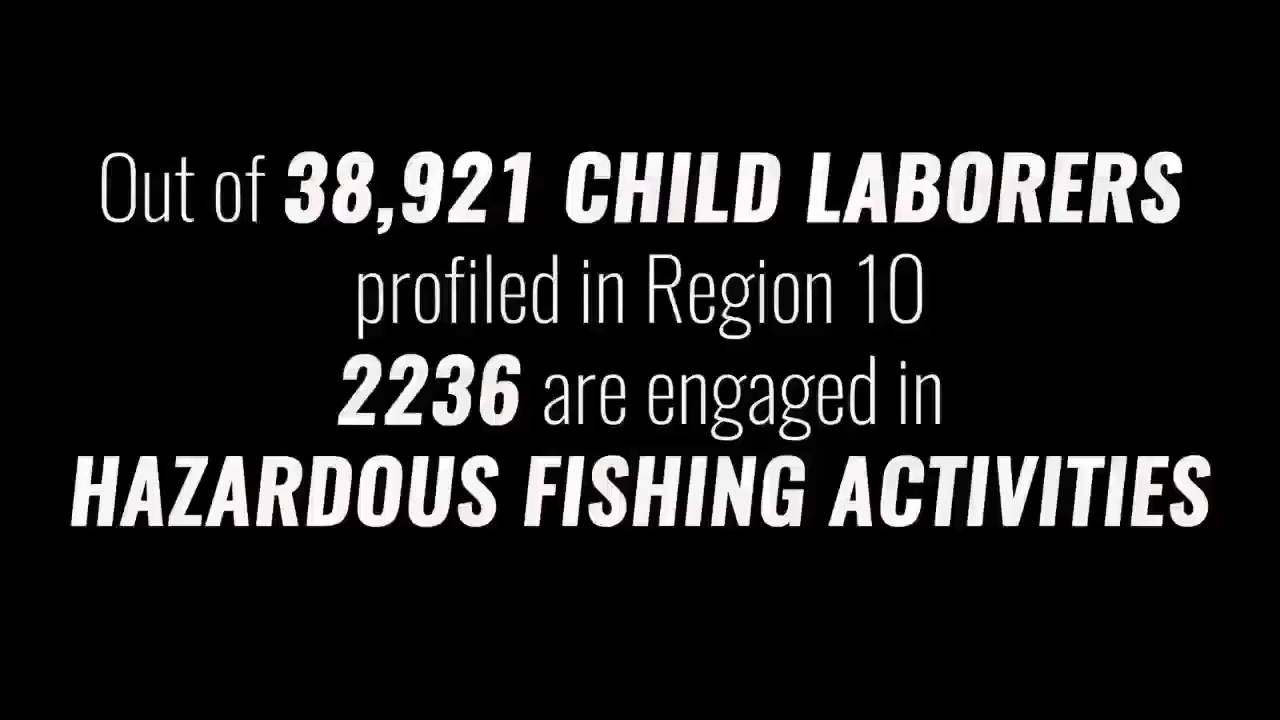 Out of 38,921 CHILD LABORERS
profiled in Region 10
2236 are engaged in
HAZARDOUS FISHING ACTIVITIES